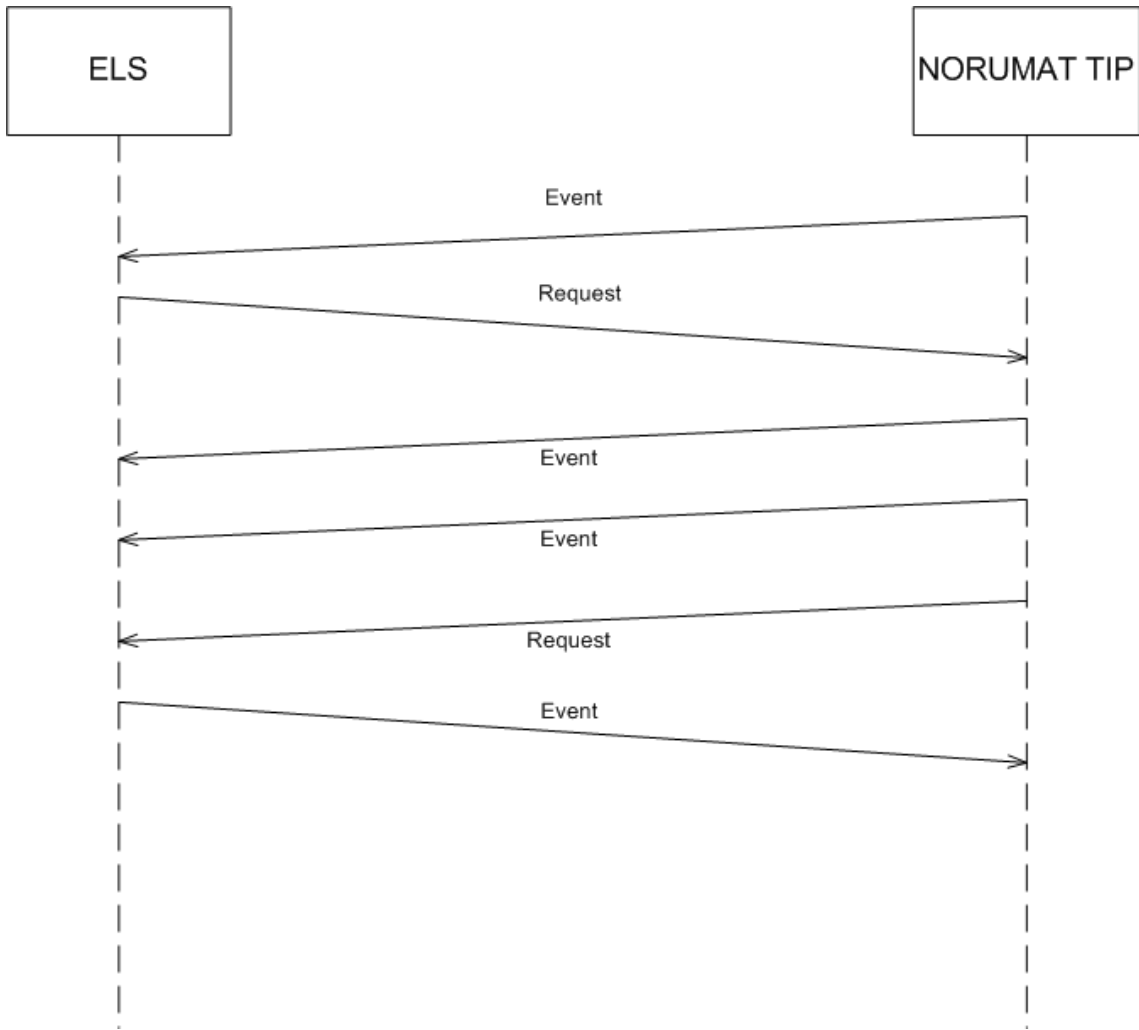 ELS
NORUMAT TIP
Event
Request
Event
Event
Request
Event